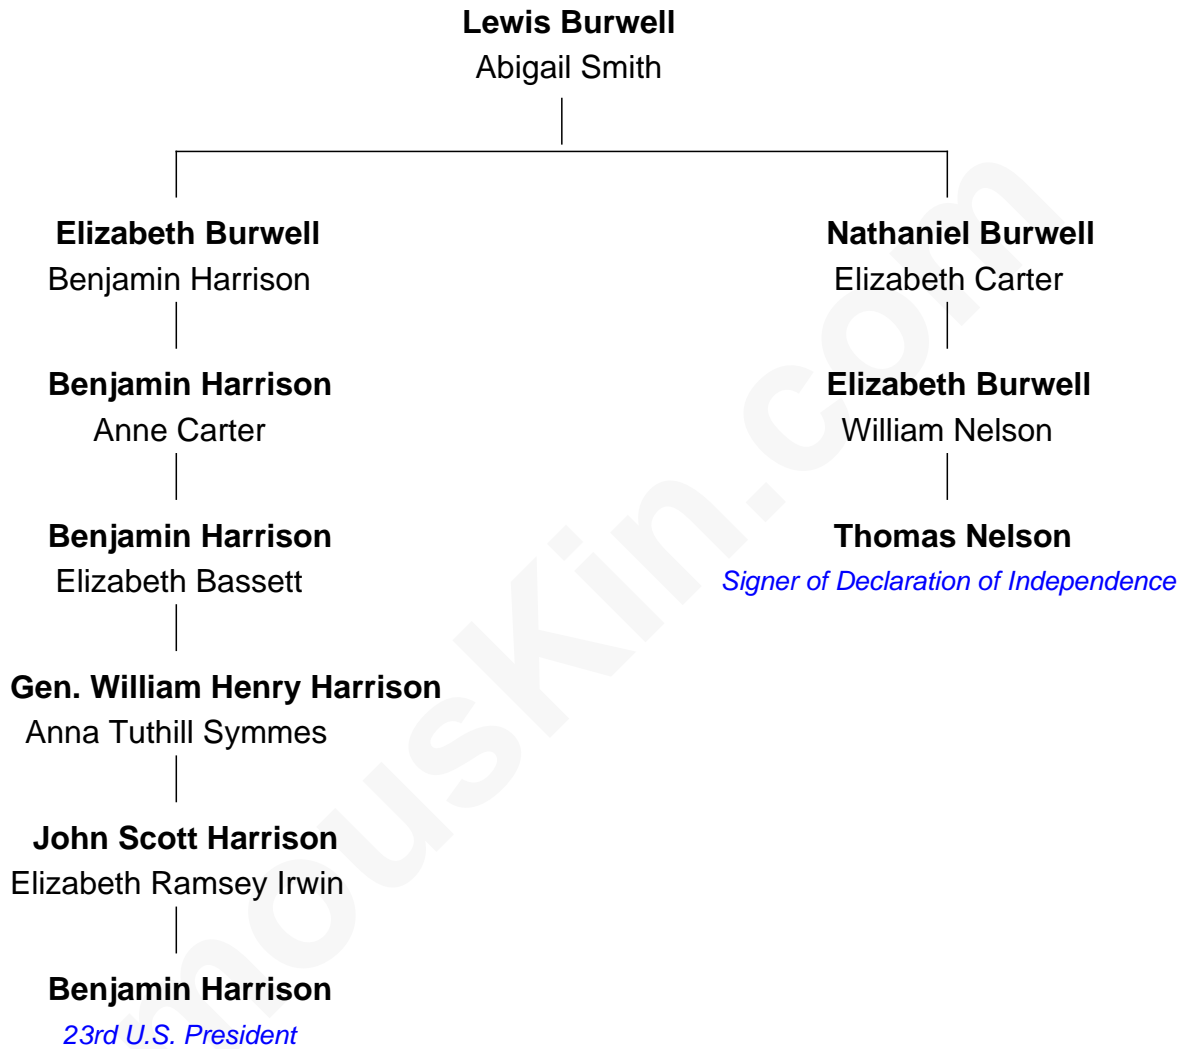 Lewis Burwell
Abigail Smith
Elizabeth Burwell
Benjamin Harrison
Nathaniel Burwell
Elizabeth Carter
Benjamin Harrison
Anne Carter
Elizabeth Burwell
William Nelson
Benjamin Harrison
Elizabeth Bassett
Thomas Nelson
Signer of Declaration of Independence
Gen. William Henry Harrison
Anna Tuthill Symmes
John Scott Harrison
Elizabeth Ramsey Irwin
Benjamin Harrison
23rd U.S. President
mousKin.com